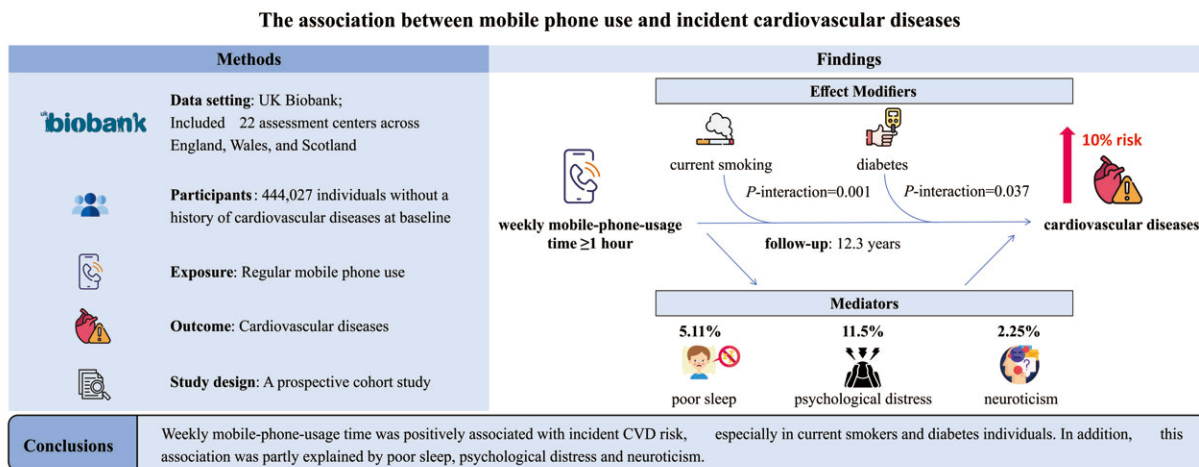 The association between mobile phone use and incident cardiovascular diseases
Methods
uk
biobank
Data setting: UK Biobank;
Included 22 assessment centers across
England, Wales, and Scotland
Participants: 444,027 individuals without a
history of cardiovascular diseases at baseline
Exposure: Regular mobile phone use
Outcome: Cardiovascular diseases
Study design: A prospective cohort study
Findings
Effect Modifiers
current smoking
diabetes
10% risk
P-interaction=0.001
P-interaction=0.037
weekly mobile-phone-usage
time ≥1 hour
follow-up: 12.3 years
cardiovascular diseases
Mediators
5.11%
11.5%
2.25%
poor sleep
psychological distress
neuroticism
Conclusions
Weekly mobile-phone-usage time was positively associated with incident CVD risk, especially in current smokers and diabetes individuals. In addition, this
association was partly explained by poor sleep, psychological distress and neuroticism.